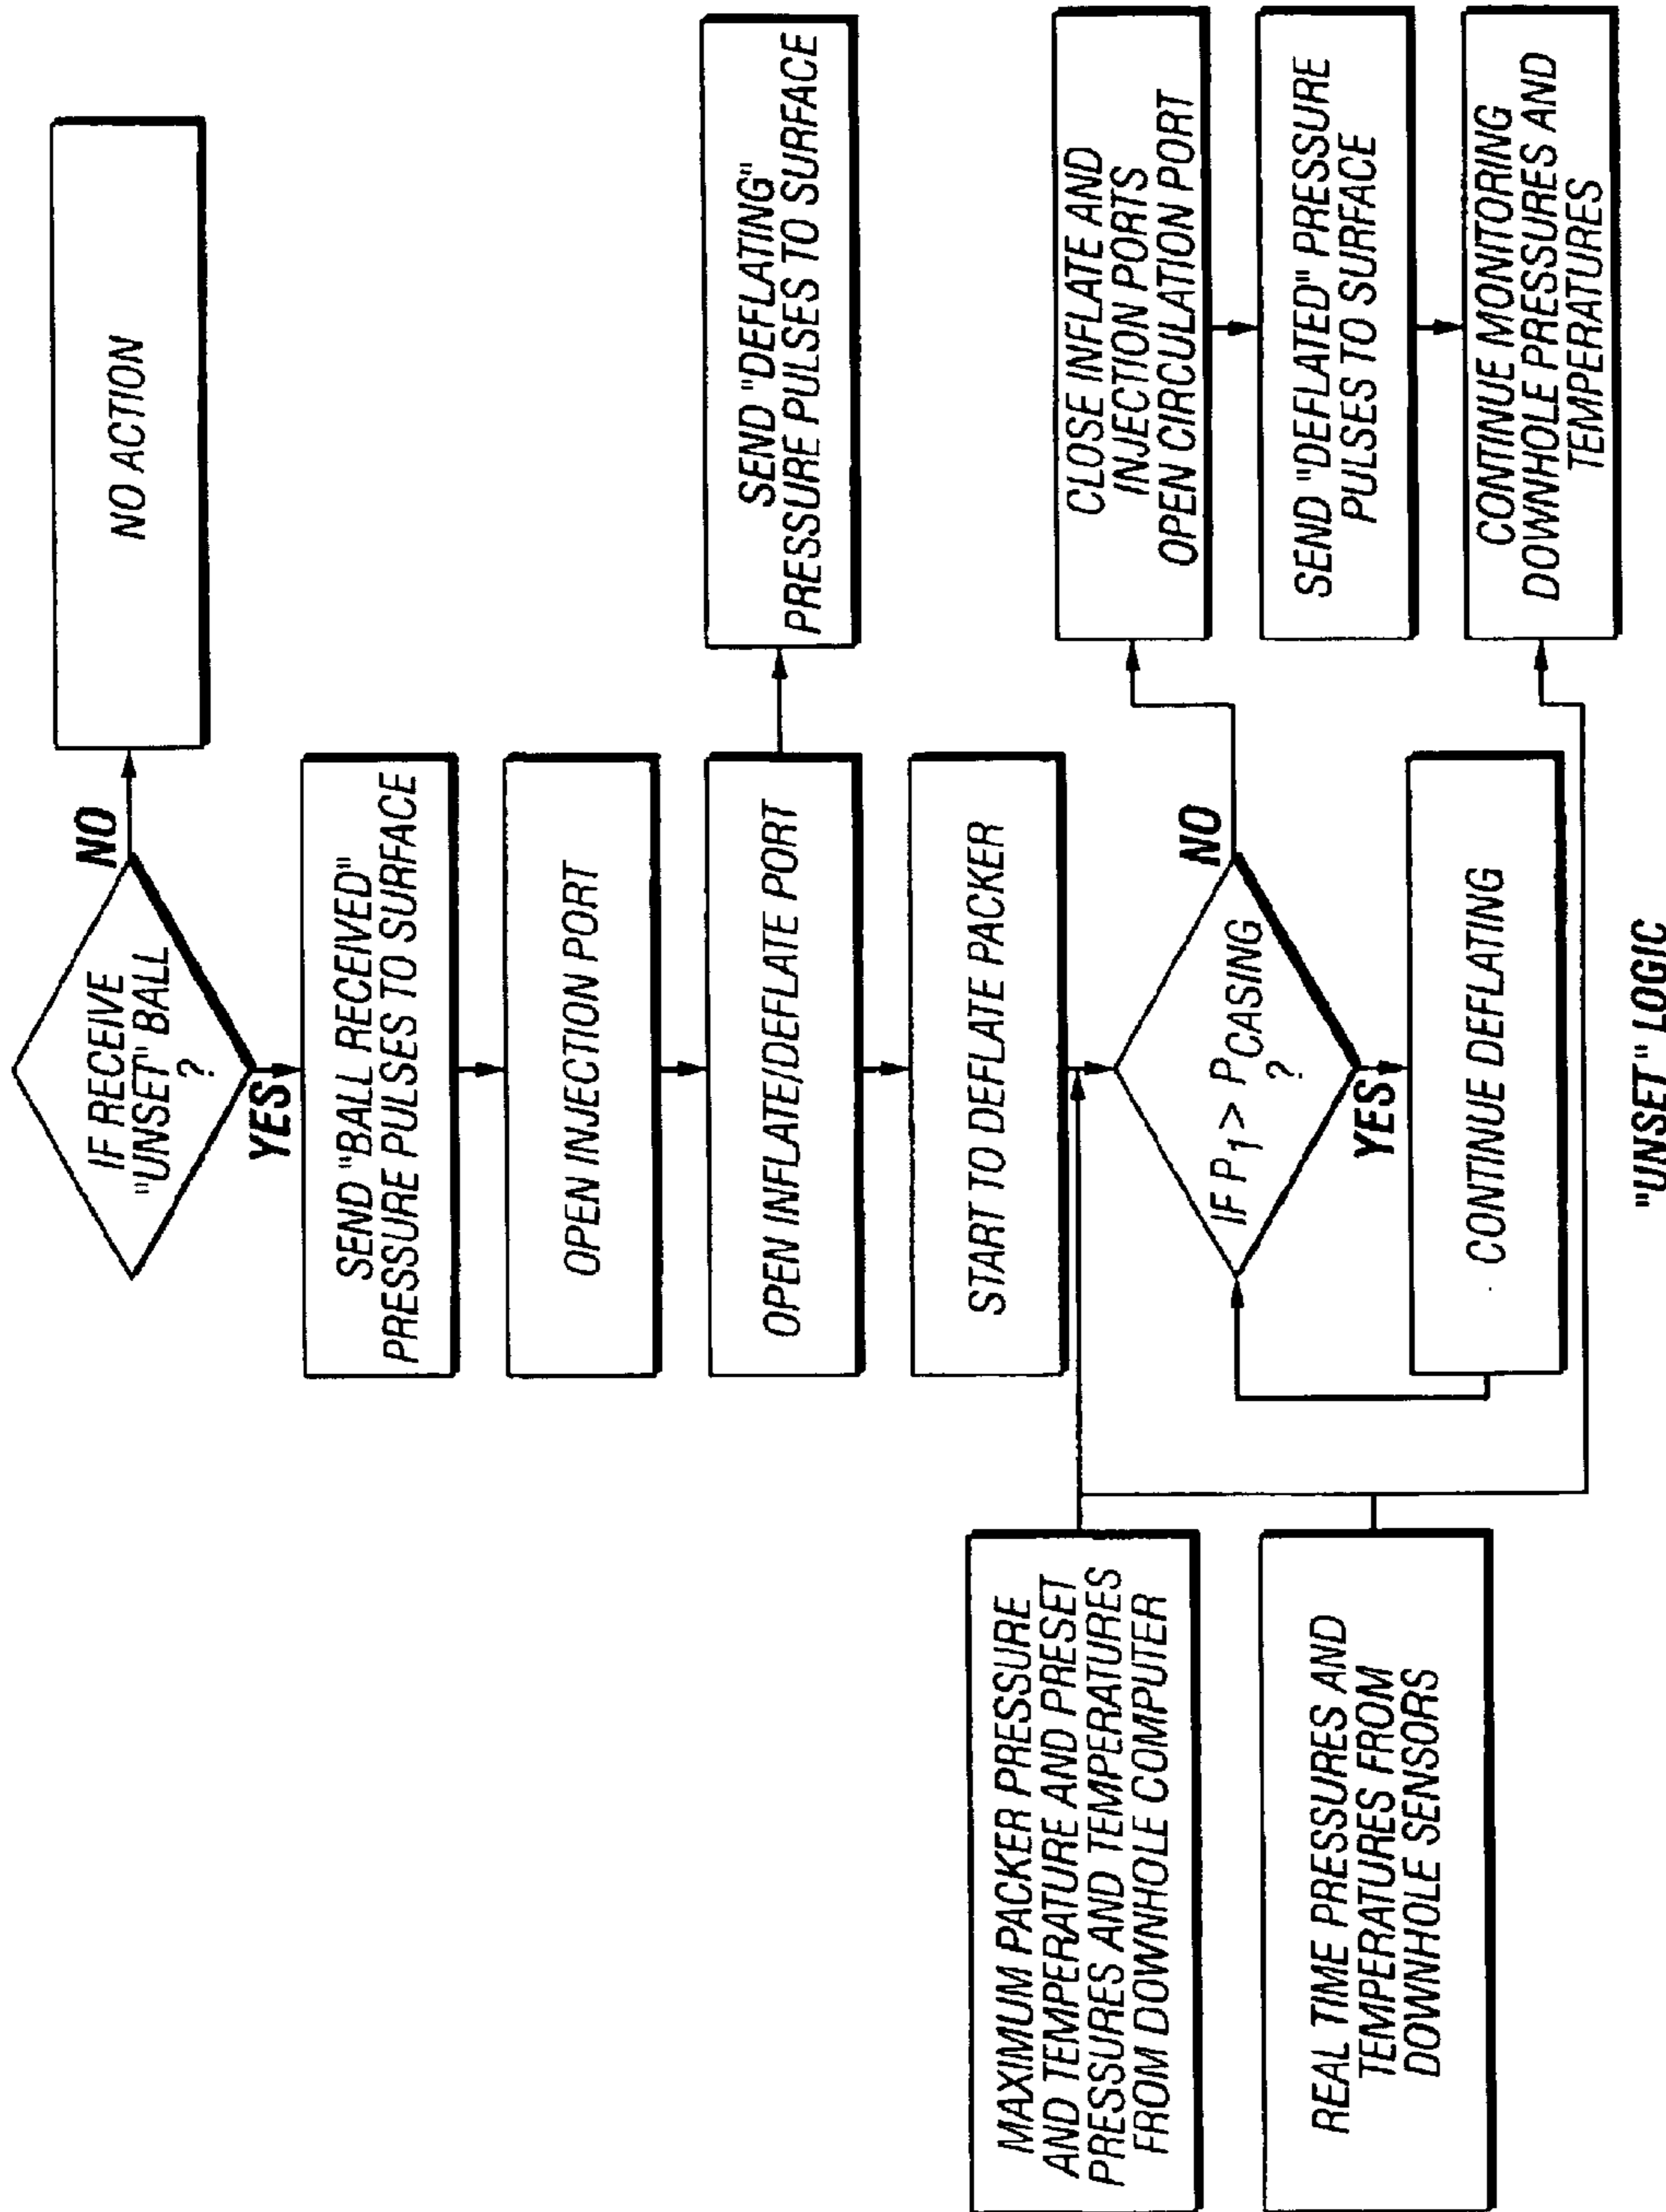 IF RECEIVE
"UNSET" BALL
?
NO
NO ACTION
YES
SEND "BALL RECEIVED"
PRESSURE PULSES TO SURFACE
OPEN INJECTION PORT
OPEN INFLATE/DEFLATE PORT
SEND "DEFLATING"
PRESSURE PULSES TO SURFACE
START TO DEFLATE PACKER
MAXIMUM PACKER PRESSURE
AND TEMPERATURE AND PRESET
PRESSURES AND TEMPERATURES
FROM DOWNHOLE COMPUTER
REAL TIME PRESSURES AND
TEMPERATURES FROM
DOWNHOLE SENSORS
IF P1 > PCASING
?
NO
YES
CONTINUE DEFLATING
CLOSE INFLATE AND
INJECTION PORTS
OPEN CIRCULATION PORT
SEND "DEFLATED" PRESSURE
PULSES TO SURFACE
CONTINUE MONITORING
DOWNHOLE PRESSURES AND
TEMPERATURES
"UNSET" LOGIC